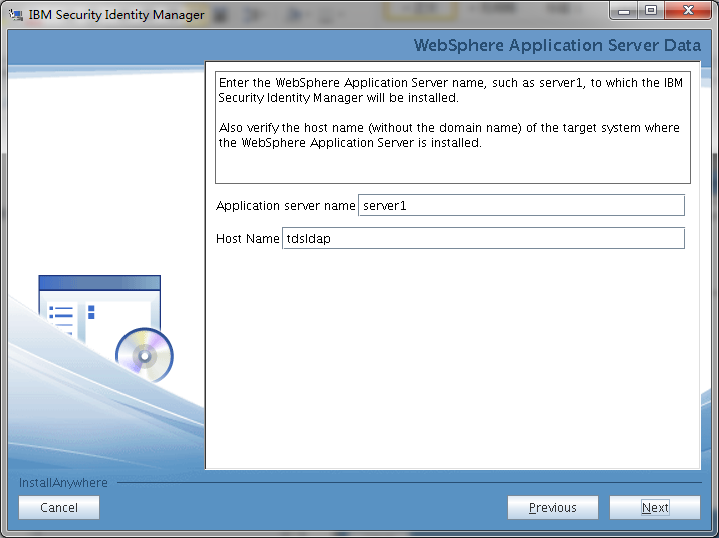 IBM Security Identity Manager
WebSphere Application Server Data
Enter the WebSphere Application Server name, such as server1, to which the IBM
Security Identity Manager will be installed.
Also verify the host name (without the domain name) of the target system where
the WebSphere Application Server is installed.
Application server name server1
Host Name tdsldap
InstallAnywhere
Cancel Previous Next